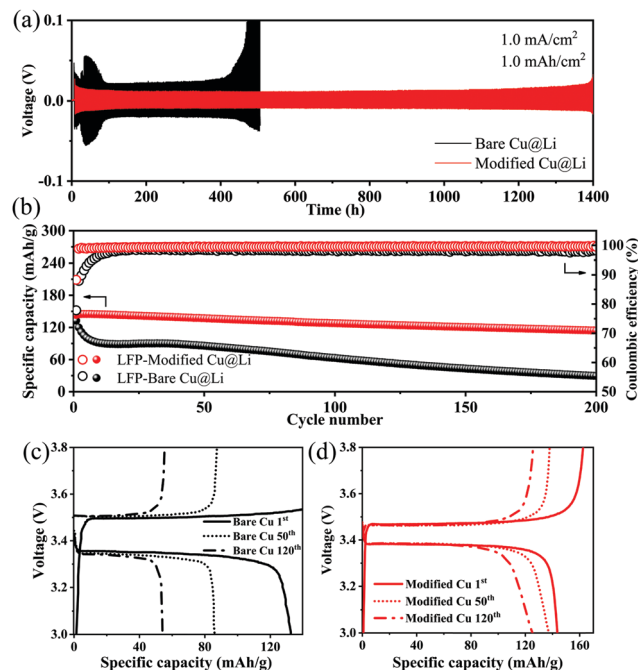 (a)
0.1
0.0
-0.1
Voltage (V)
1.0 mA/cm²
1.0 mAh/cm²
Bare Cu@Li
Modified Cu@Li
0 200 400 600 800 1000 1200 1400
Time (h)
(b)
300
270
240
210
180
150
120
90
60
30
0
Specific capacity (mAh/g)
100
90
80
70
60
50
Coulombic efficiency (%)
LFP-Modified Cu@Li
LFP-Bare Cu@Li
0 50 100 150 200
Cycle number
(c)
3.8
3.6
3.4
3.2
3.0
Voltage (V)
Bare Cu 1st
Bare Cu 50th
Bare Cu 120th
0 40 80 120
Specific capacity (mAh/g)
(d)
3.8
3.6
3.4
3.2
3.0
Voltage (V)
Modified Cu 1st
Modified Cu 50th
Modified Cu 120th
0 40 80 120 160
Specific capacity (mAh/g)